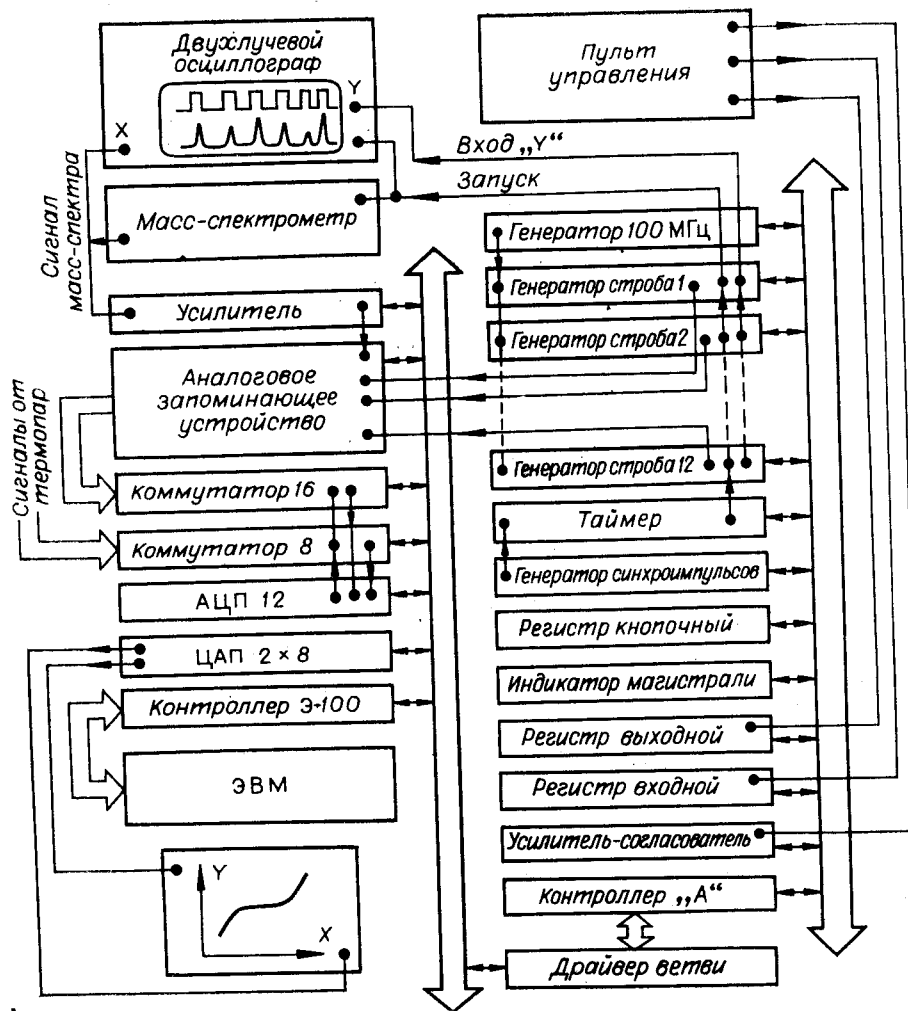 Двухлучевой
осциллограф
Y
X
Пульт
управления
Вход „Y“
Запуск
Сигнал
масс-спектра
Масс-спектрометр
Усилитель
Аналоговое
запоминающее
устройство
Сигналы от
термопар
Коммутатор 16
Коммутатор 8
АЦП 12
ЦАП 2 × 8
Контроллер Э-100
ЭВМ
Y
X
Генератор 100 МГц
Генератор строба 1
Генератор строба 2
Генератор строба 12
Таймер
Генератор синхроимпульсов
Регистр кнопочный
Индикатор магистрали
Регистр выходной
Регистр входной
Усилитель-согласователь
Контроллер „А“
Драйвер ветви